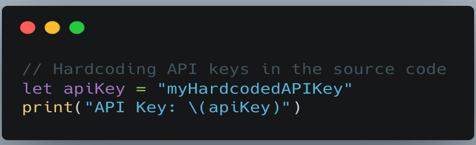 // Hardcoding API keys in the source code
let apiKey = "myHardcodedAPIKey"
print("API Key: \(apiKey)")